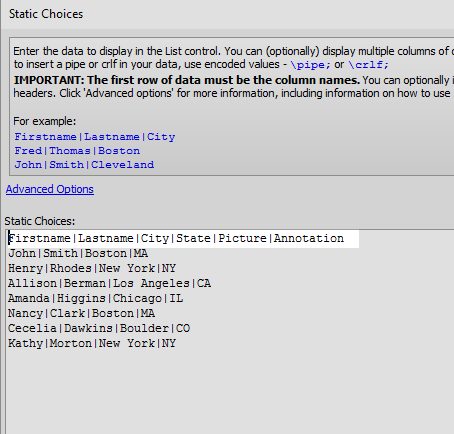 Static Choices
Enter the data to display in the List control. You can (optionally) display multiple columns of
to insert a pipe or crlf in your data, use encoded values - \pipe; or \crlf;
IMPORTANT: The first row of data must be the column names. You can optionally
headers. Click 'Advanced options' for more information, including information on how to use
For example:
Firstname|Lastname|City
Fred|Thomas|Boston
John|Smith|Cleveland
Advanced Options
Static Choices:
Firstname|Lastname|City|State|Picture|Annotation
John|Smith|Boston|MA
Henry|Rhodes|New York|NY
Allison|Berman|Los Angeles|CA
Amanda|Higgins|Chicago|IL
Nancy|Clark|Boston|MA
Cecelia|Dawkins|Boulder|CO
Kathy|Morton|New York|NY